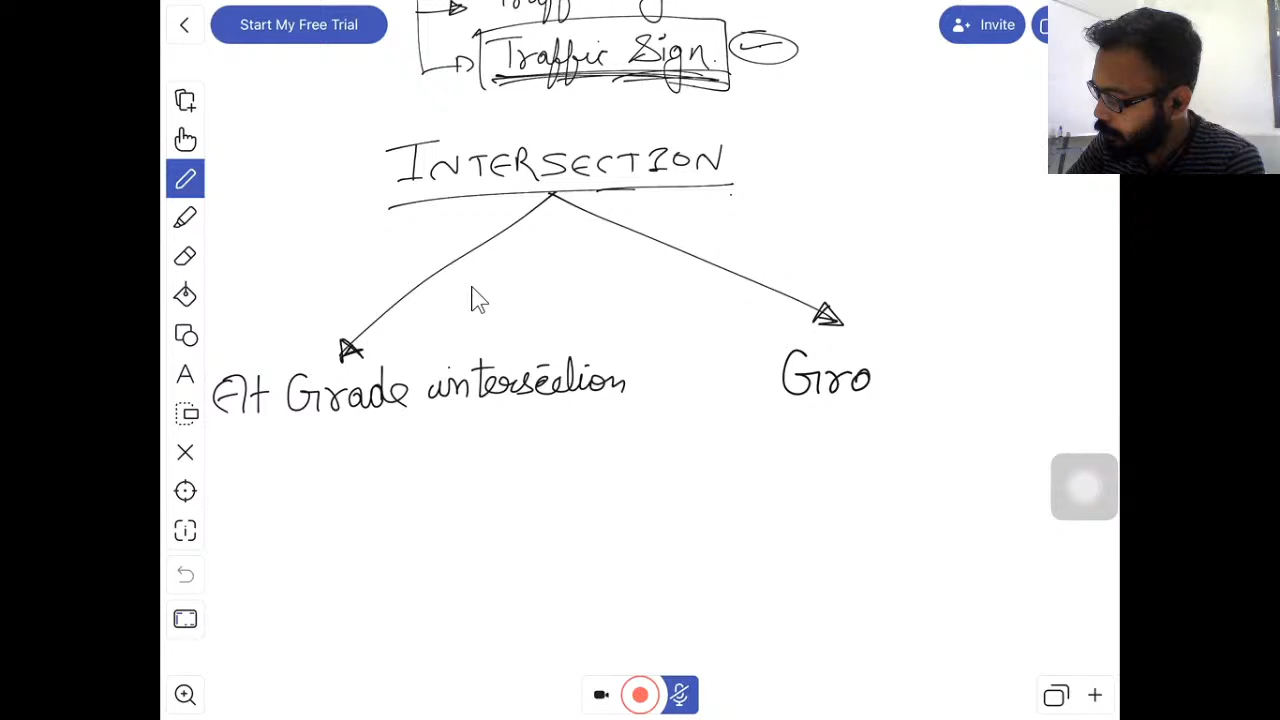 Start My Free Trial
Invite
Traffic Sign.
INTERSECTION
At Grade intersection
Gro
A